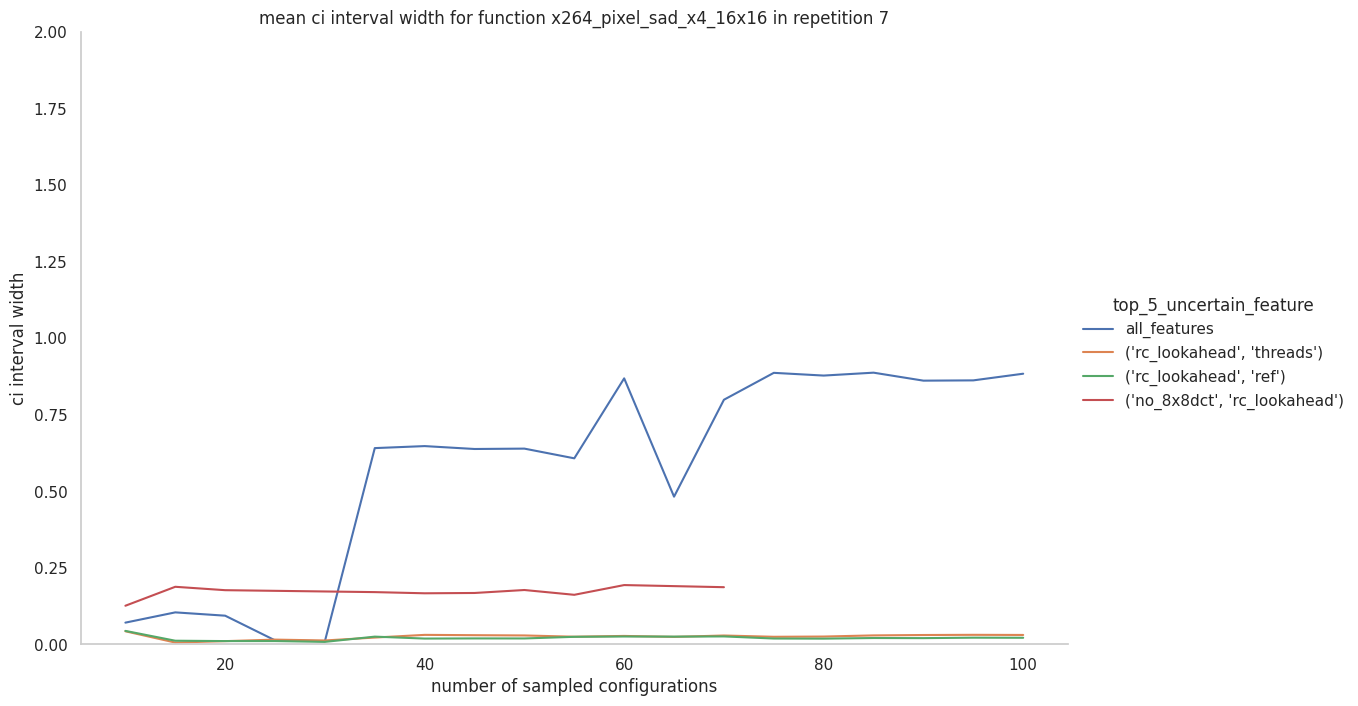 mean ci interval width for function x264_pixel_sad_x4_16x16 in repetition 7
2.00
1.75
1.50
1.25
1.00
0.75
0.50
0.25
0.00
ci interval width
20
40
60
80
100
number of sampled configurations
top_5_uncertain_feature
all_features
('rc_lookahead', 'threads')
('rc_lookahead', 'ref')
('no_8x8dct', 'rc_lookahead')